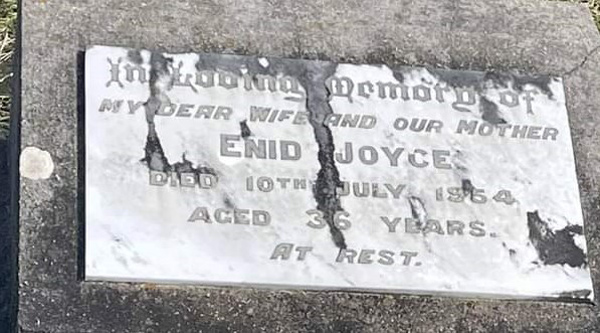 In Loving Memory of
MY DEAR WIFE AND OUR MOTHER
ENID JOYCE
DIED 10TH JULY 1954.
AGED 36 YEARS.
AT REST.